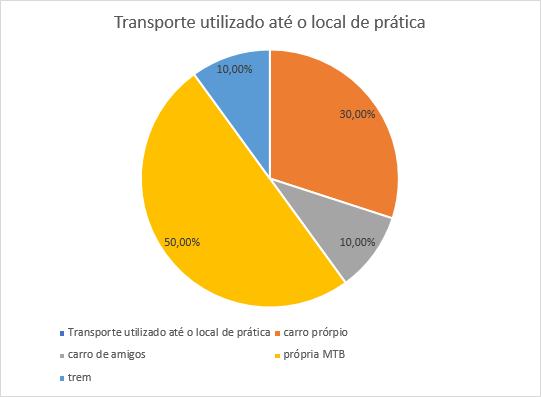 Transporte utilizado até o local de prática
10,00%
30,00%
50,00%
10,00%
Transporte utilizado até o local de prática
carro prórpio
carro de amigos
própria MTB
trem